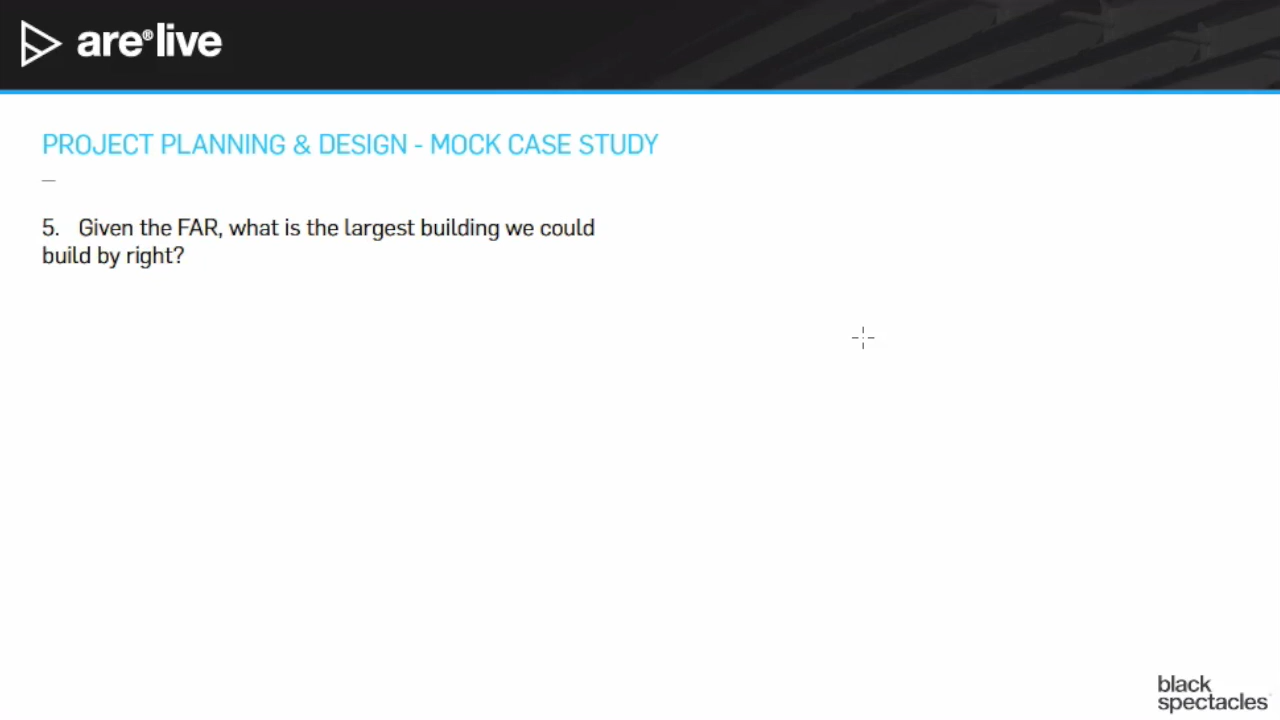 are®live
PROJECT PLANNING & DESIGN - MOCK CASE STUDY
5. Given the FAR, what is the largest building we could
build by right?
black
spectacles